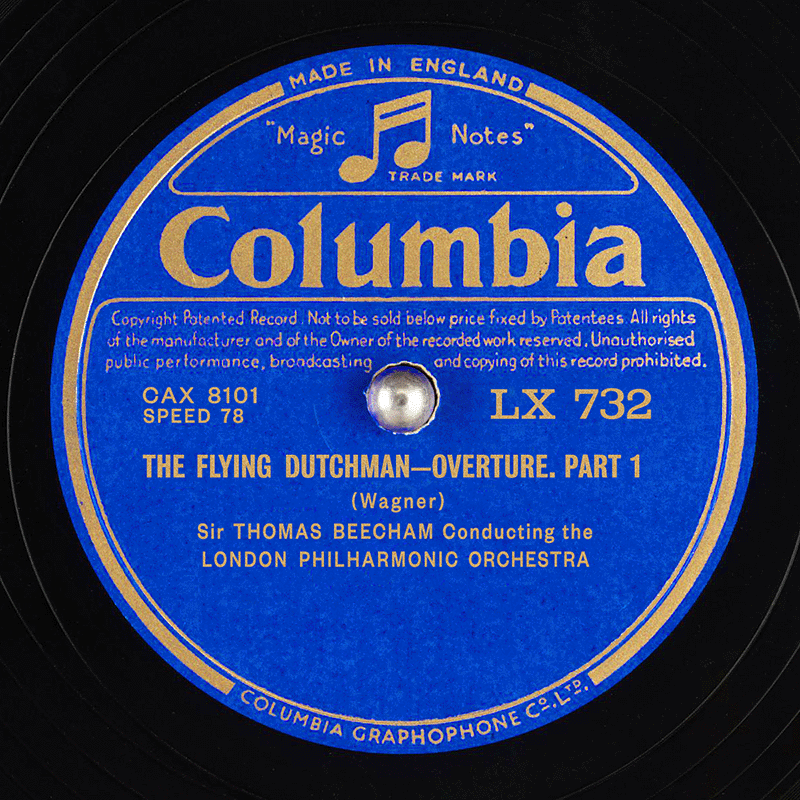 MADE IN ENGLAND
"Magic Notes"
TRADE MARK
Columbia
Copyright Patented Record. Not to be sold below price fixed by Patentees. All rights
of the manufacturer and of the Owner of the recorded work reserved. Unauthorised
public performance, broadcasting and copying of this record prohibited.
CAX 8101
SPEED 78
LX 732
THE FLYING DUTCHMAN—OVERTURE. PART 1
(Wagner)
Sir THOMAS BEECHAM Conducting the
LONDON PHILHARMONIC ORCHESTRA
COLUMBIA GRAPHOPHONE Co. LTD.